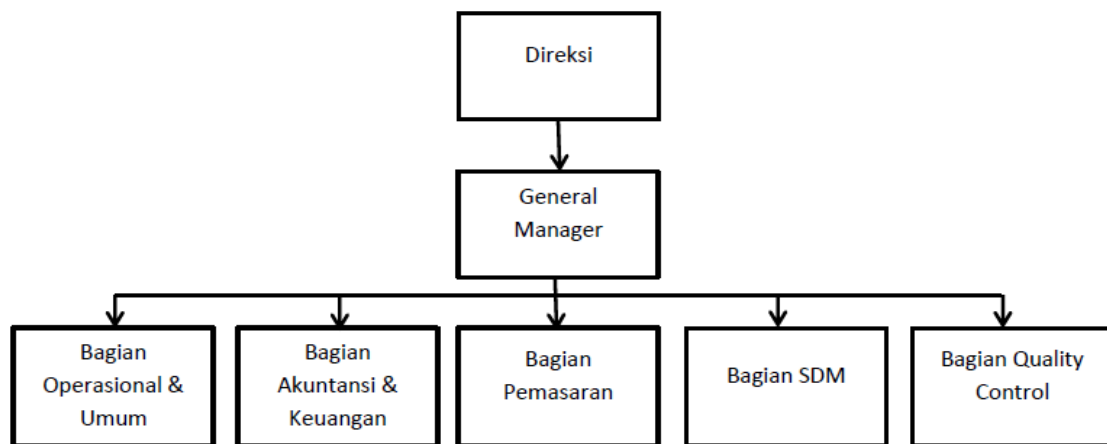 Direksi
General
Manager
Bagian
Operasional &
Umum
Bagian
Akuntansi &
Keuangan
Bagian
Pemasaran
Bagian SDM
Bagian Quality
Control